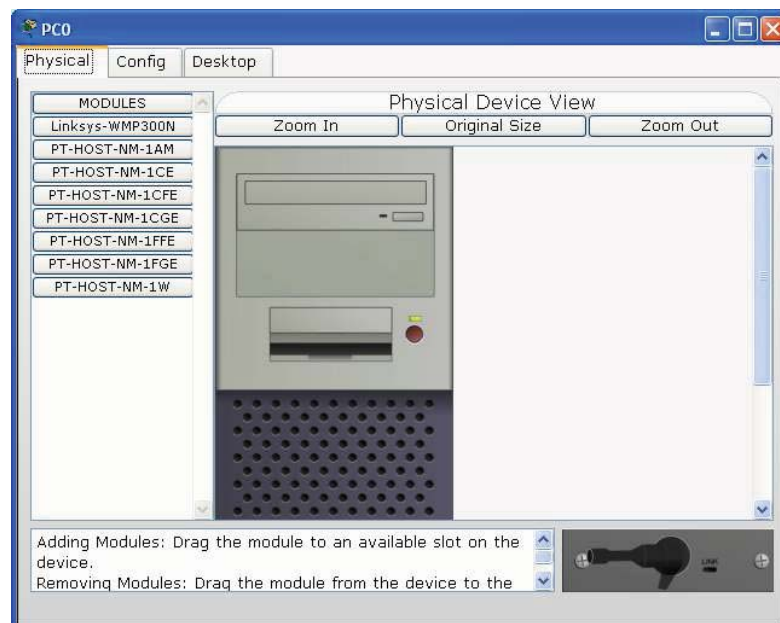 PC0
Physical Config Desktop
MODULES
Linksys-WMP300N
PT-HOST-NM-1AM
PT-HOST-NM-1CE
PT-HOST-NM-1CFE
PT-HOST-NM-1CGE
PT-HOST-NM-1FFE
PT-HOST-NM-1FGE
PT-HOST-NM-1W
Physical Device View
Zoom In Original Size Zoom Out
Adding Modules: Drag the module to an available slot on the
device.
Removing Modules: Drag the module from the device to the
LINK